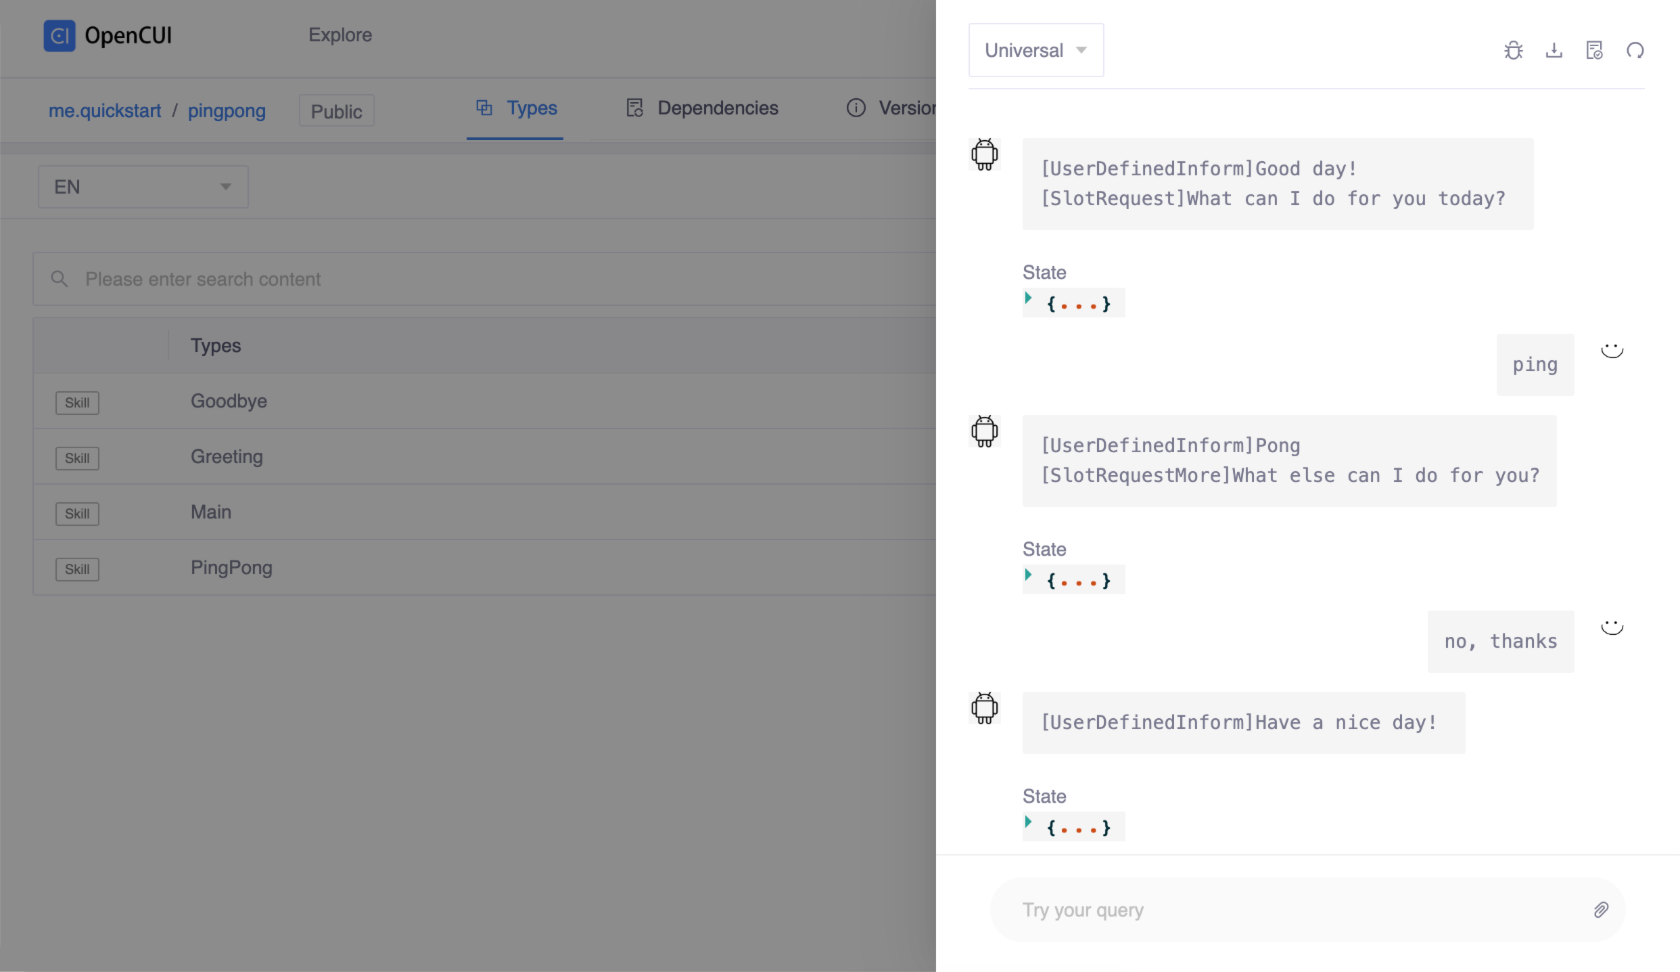 OpenCUI
Explore
me.quickstart / pingpong
Public
Types
Dependencies
Version
EN
Please enter search content
Types
Skill
Goodbye
Skill
Greeting
Skill
Main
Skill
PingPong
Universal
[UserDefinedInform]Good day!
[SlotRequest]What can I do for you today?
State
{...}
ping
[UserDefinedInform]Pong
[SlotRequestMore]What else can I do for you?
State
{...}
no, thanks
[UserDefinedInform]Have a nice day!
State
{...}
Try your query